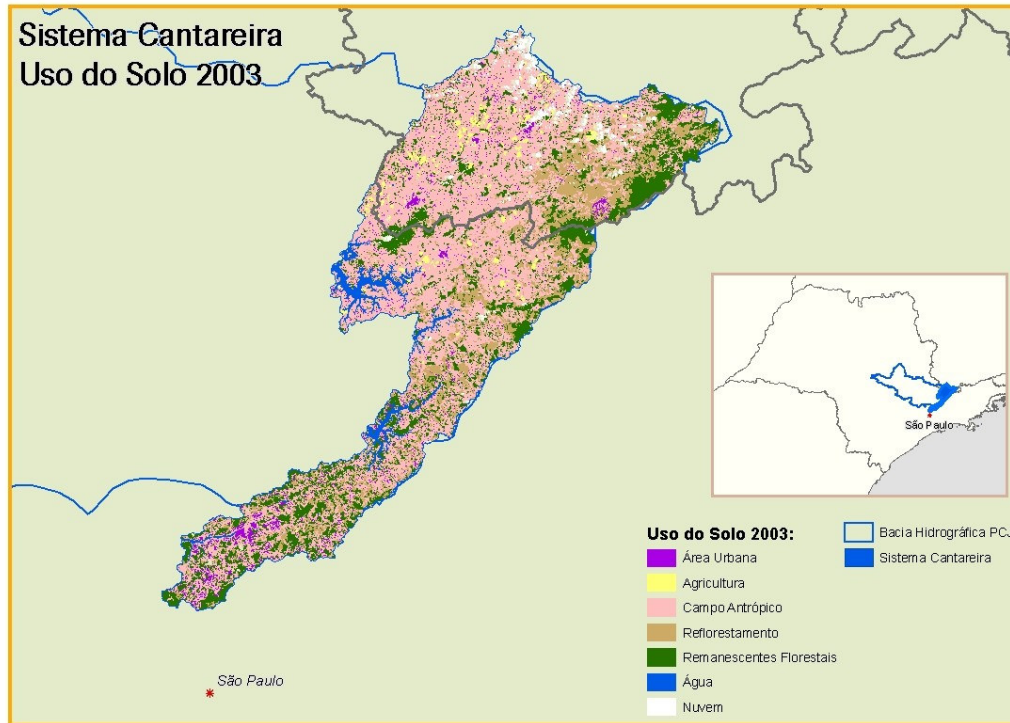 Sistema Cantareira
Uso do Solo 2003
São Paulo
São Paulo
Uso do Solo 2003:
Área Urbana
Agricultura
Campo Antrópico
Reflorestamento
Remanescentes Florestais
Água
Nuvem
Bacia Hidrográfica PCJ
Sistema Cantareira